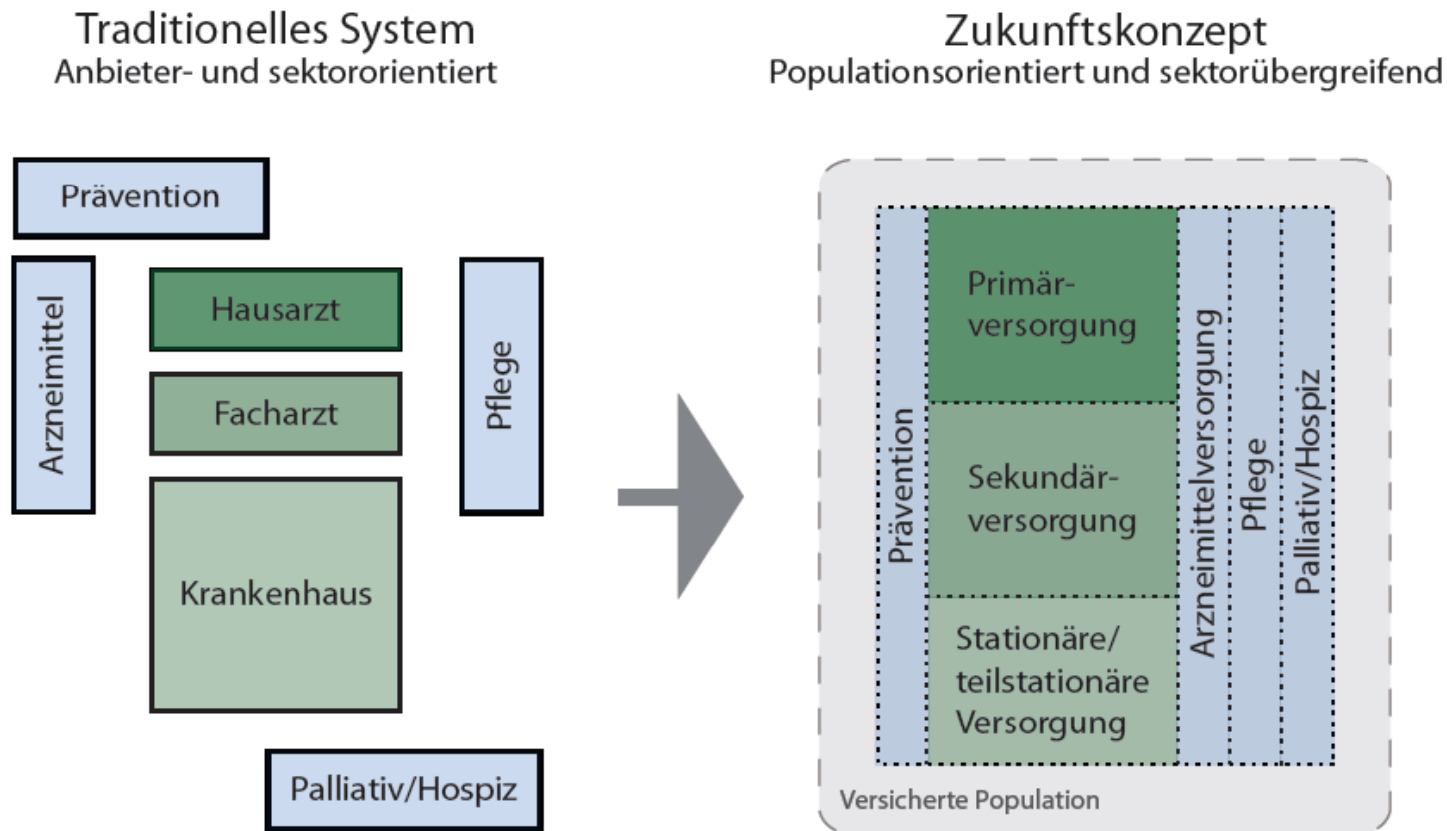 Traditionelles System
Anbieter- und sektororientiert
Prävention
Arzneimittel
Hausarzt
Facharzt
Krankenhaus
Pflege
Palliativ/Hospiz
Zukunftskonzept
Populationsorientiert und sektorübergreifend
Prävention
Primär-
versorgung
Sekundär-
versorgung
Stationäre/
teilstationäre
Versorgung
Arzneimittelversorgung
Pflege
Palliativ/Hospiz
Versicherte Population